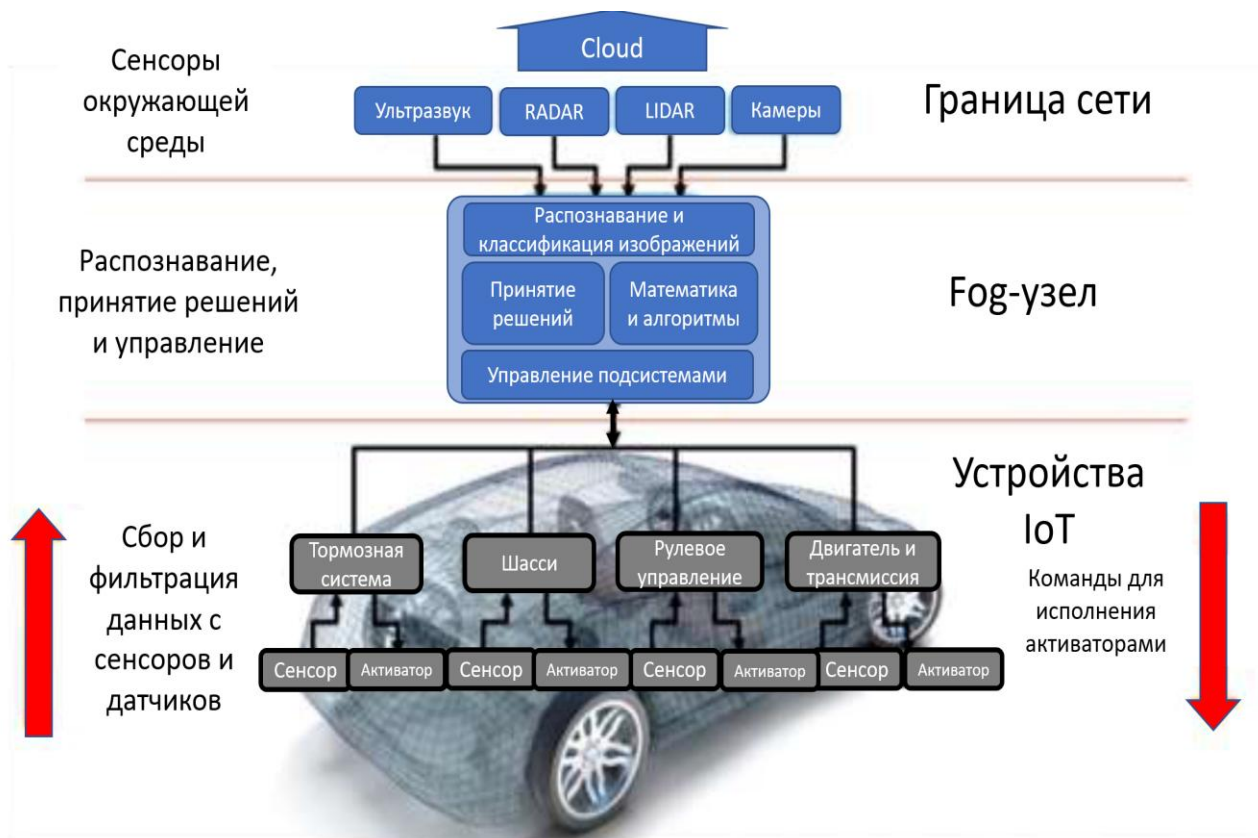 Cloud
Сенсоры
окружающей
среды
Ультразвук
RADAR
LIDAR
Камеры
Граница сети
Распознавание,
принятие решений
и управление
Распознавание и
классификация изображений
Принятие
решений
Математика
и алгоритмы
Управление подсистемами
Fog-узел
Устройства
IoT
Сбор и
фильтрация
данных с
сенсоров и
датчиков
Тормозная
система
Шасси
Рулевое
управление
Двигатель и
трансмиссия
Команды для
исполнения
активаторами
Сенсор
Активатор
Сенсор
Активатор
Сенсор
Активатор
Сенсор
Активатор